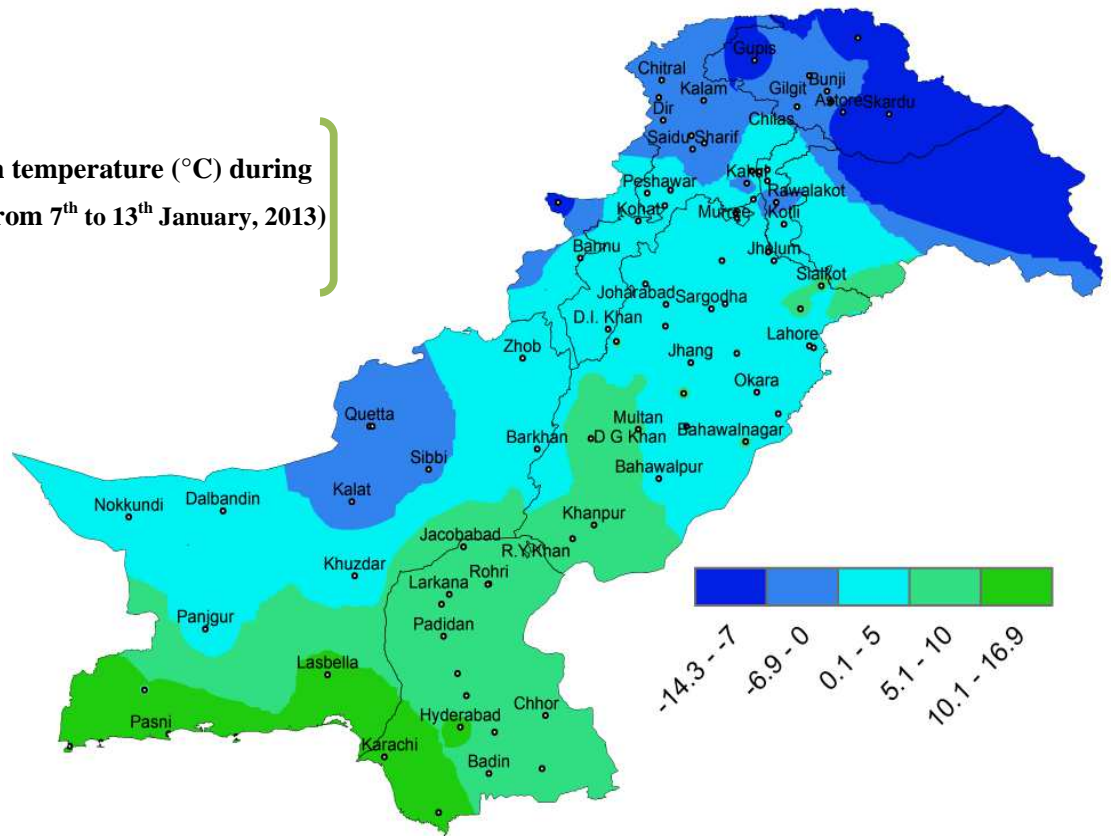 temperature (°C) during
from 7th to 13th January, 2013)
Gupis
Chitral
Bunji
Kalam
Gilgit
Astore Skardu
Dir
Chilas
Saidu Sharif
Peshawar
Rawalakot
Kohat
Murree
Kotli
Bannu
Jhelum
Sialkot
Joharabad
Sargodha
D.I. Khan
Lahore
Zhob
Jhang
Okara
Quetta
Multan
Barkhan
D G Khan
Bahawalnagar
Sibbi
Bahawalpur
Nokkundi
Dalbandin
Kalat
Khanpur
Jacobabad
R.Y.Khan
Khuzdar
Rohri
Larkana
Panjgur
Padidan
Lasbella
Chhor
Pasni
Hyderabad
Karachi
Badin
-14.3 - -7
-6.9 - 0
0.1 - 5
5.1 - 10
10.1 - 16.9